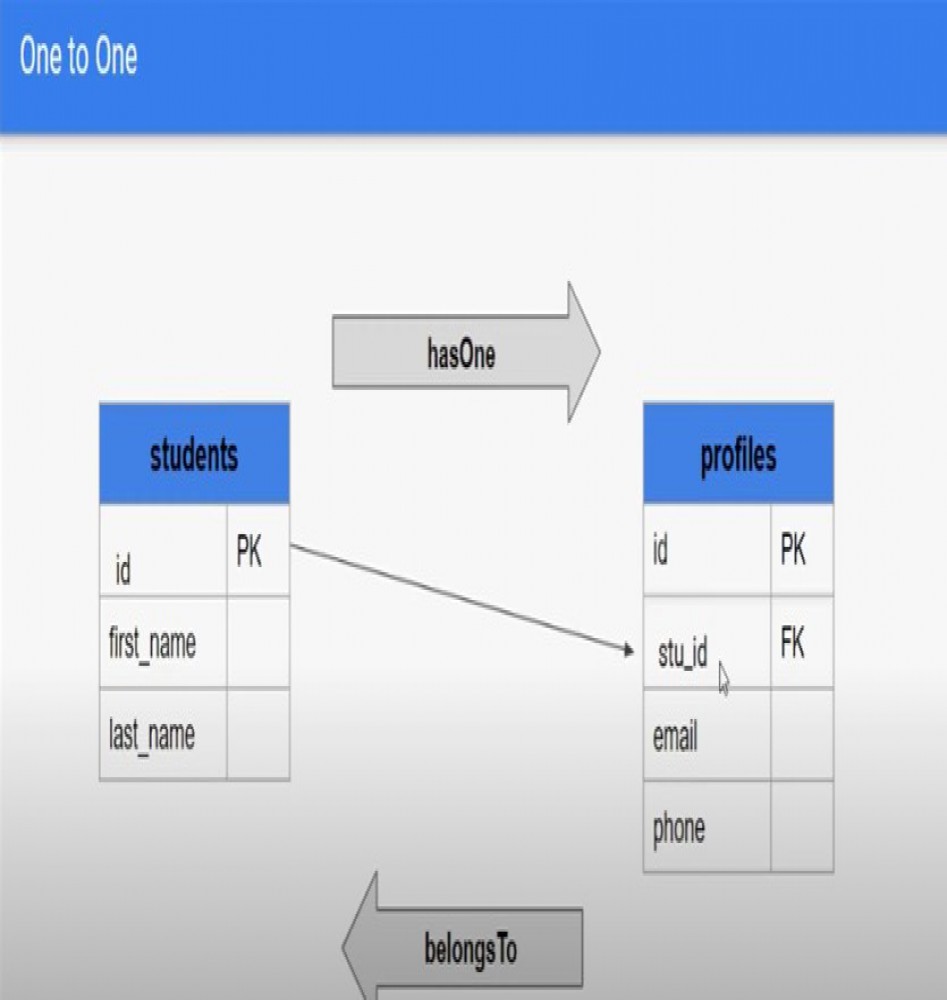 One to One
hasOne
students
id PK
first_name
last_name
profiles
id PK
stu_id FK
email
phone
belongsTo